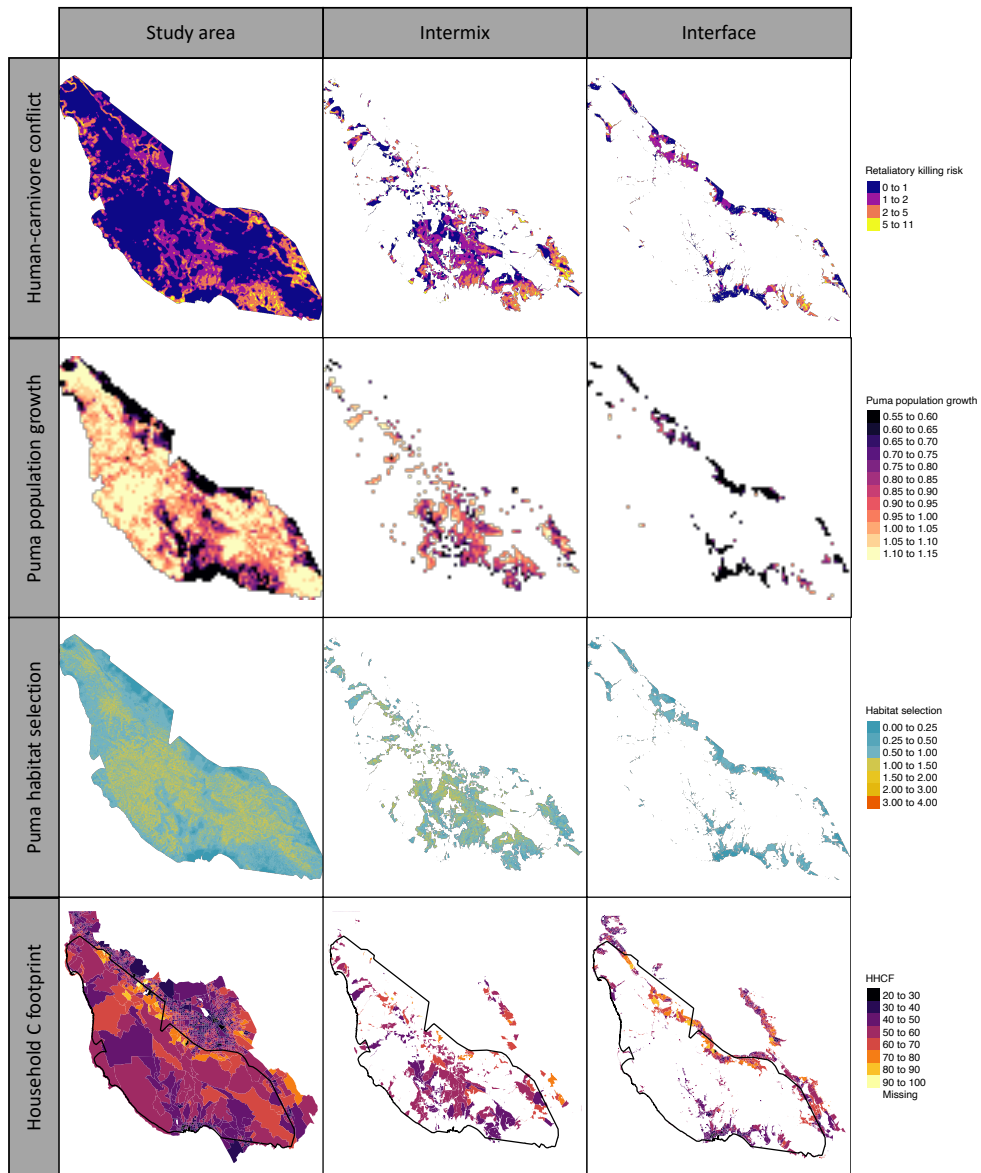 Study area
Intermix
Interface
Human-carnivore conflict
Retaliatory killing risk
0 to 1
1 to 2
2 to 5
5 to 11
Puma population growth
Puma population growth
0.55 to 0.60
0.60 to 0.65
0.65 to 0.70
0.70 to 0.75
0.75 to 0.80
0.80 to 0.85
0.85 to 0.90
0.90 to 0.95
0.95 to 1.00
1.00 to 1.05
1.05 to 1.10
1.10 to 1.15
Puma habitat selection
Habitat selection
0.00 to 0.25
0.25 to 0.50
0.50 to 1.00
1.00 to 1.50
1.50 to 2.00
2.00 to 3.00
3.00 to 4.00
Household C footprint
HHCF
20 to 30
30 to 40
40 to 50
50 to 60
60 to 70
70 to 80
80 to 90
90 to 100
Missing